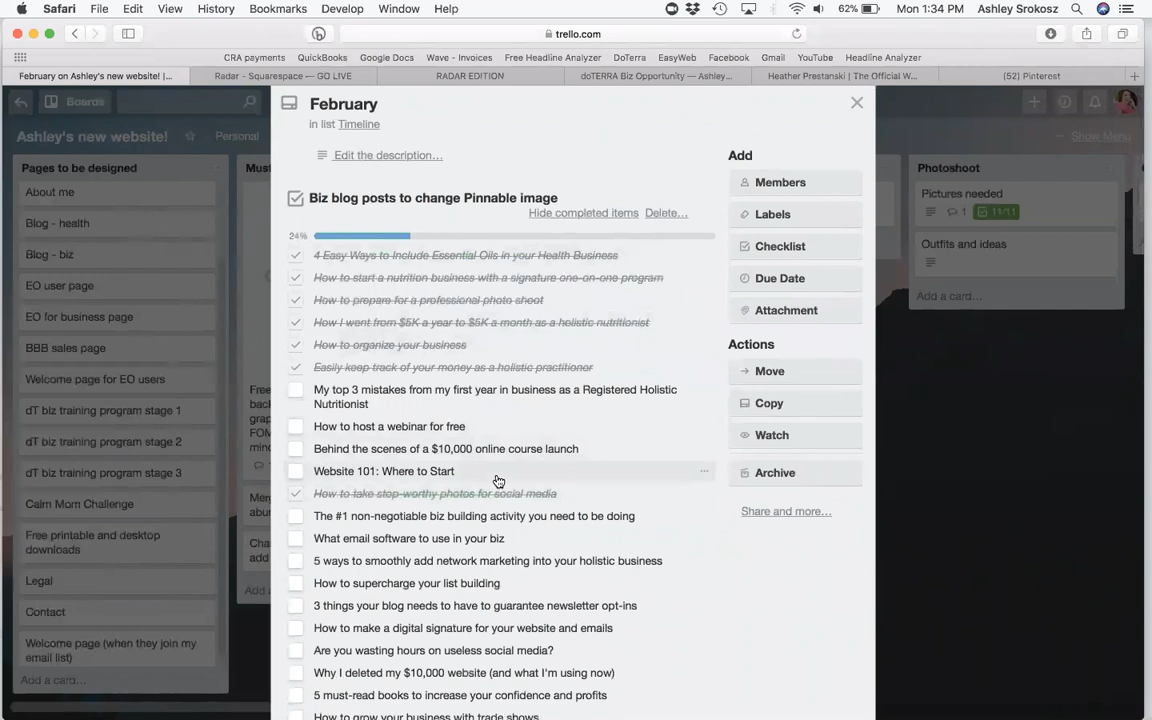 Safari File Edit View History Bookmarks Develop Window Help 62% Mon 1:34 PM Ashley Srokosz
trello.com
CRA payments QuickBooks Google Docs Wave - Invoices Free Headline Analyzer DoTerra EasyWeb Facebook Gmail YouTube Headline Analyzer
February on Ashley's new website! |... Radar - Squarespace — GO LIVE RADAR EDITION doTERRA Biz Opportunity — Ashley... Heather Prestanski | The Official W... (52) Pinterest
Boards
Ashley's new website! Personal Show Menu
Pages to be designed
About me
Blog - health
Blog - biz
EO user page
EO for business page
BBB sales page
Welcome page for EO users
dT biz training program stage 1
dT biz training program stage 2
dT biz training program stage 3
Calm Mom Challenge
Free printable and desktop
downloads
Legal
Contact
Welcome page (when they join my
email list)
Add a card...
February
in list Timeline
Edit the description...
Biz blog posts to change Pinnable image
Hide completed items Delete...
24%
4 Easy Ways to Include Essential Oils in your Health Business
How to start a nutrition business with a signature one-on-one program
How to prepare for a professional photo shoot
How I went from $5K a year to $5K a month as a holistic nutritionist
How to organize your business
Easily keep track of your money as a holistic practitioner
My top 3 mistakes from my first year in business as a Registered Holistic
Nutritionist
How to host a webinar for free
Behind the scenes of a $10,000 online course launch
Website 101: Where to Start
How to take stop-worthy photos for social media
The #1 non-negotiable biz building activity you need to be doing
What email software to use in your biz
5 ways to smoothly add network marketing into your holistic business
How to supercharge your list building
3 things your blog needs to have to guarantee newsletter opt-ins
How to make a digital signature for your website and emails
Are you wasting hours on useless social media?
Why I deleted my $10,000 website (and what I'm using now)
5 must-read books to increase your confidence and profits
How to grow your business with trade shows
Add
Members
Labels
Checklist
Due Date
Attachment
Actions
Move
Copy
Watch
Archive
Share and more...
Photoshoot
Pictures needed
1 11/11
Outfits and ideas
Add a card...